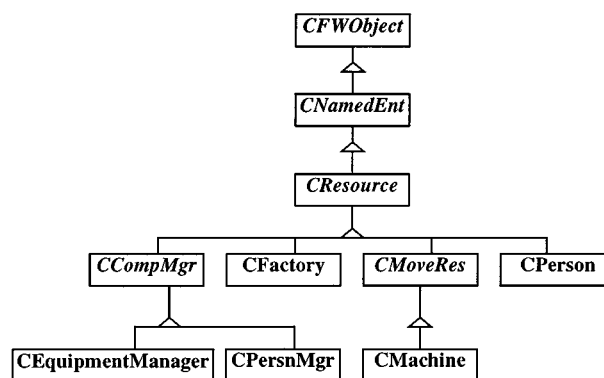 CFWObject
CNamedEnt
CResource
CCompMgr
CFactory
CMoveRes
CPerson
CEquipmentManager
CPersnMgr
CMachine